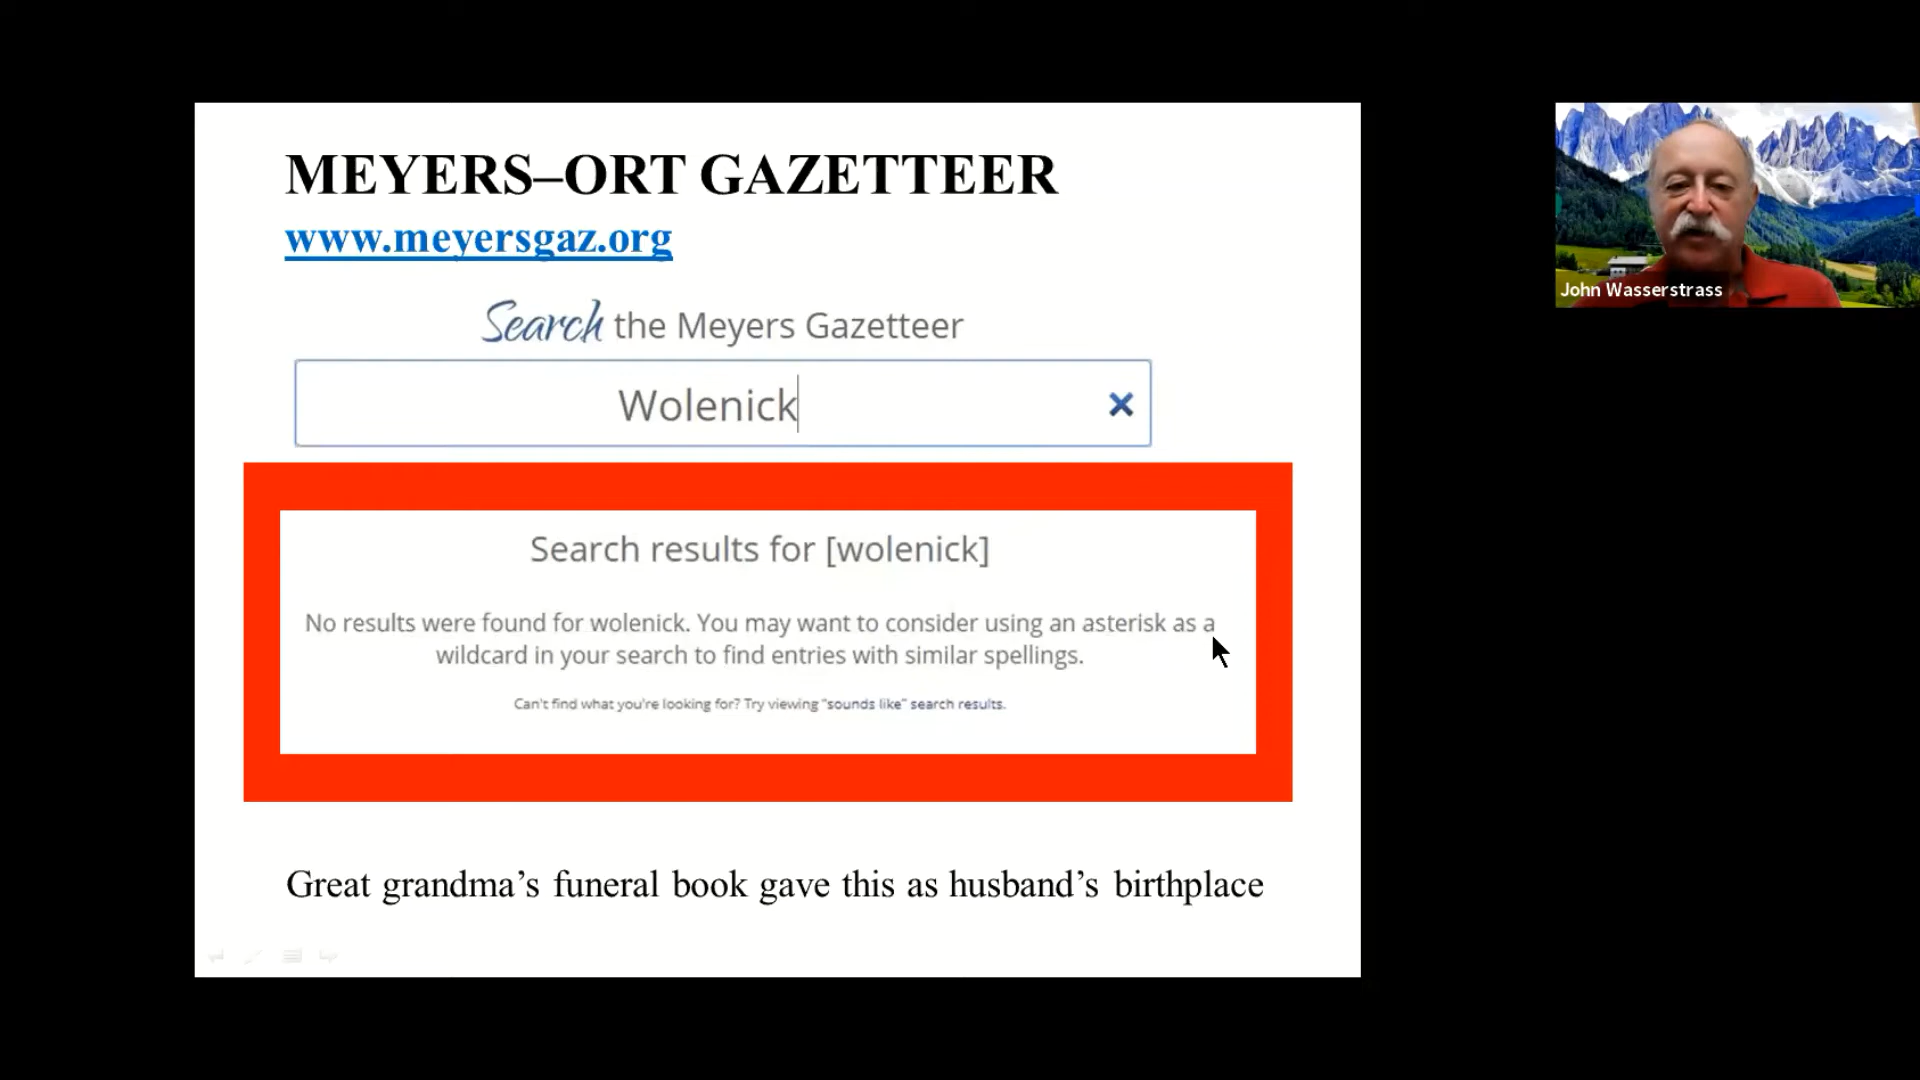 MEYERS–ORT GAZETTEER
www.meyersgaz.org
Search the Meyers Gazetteer
Wolenick
Search results for [wolenick]
No results were found for wolenick. You may want to consider using an asterisk as a
wildcard in your search to find entries with similar spellings.
Can't find what you're looking for? Try viewing "sounds like" search results.
Great grandma’s funeral book gave this as husband’s birthplace
John Wasserstrass